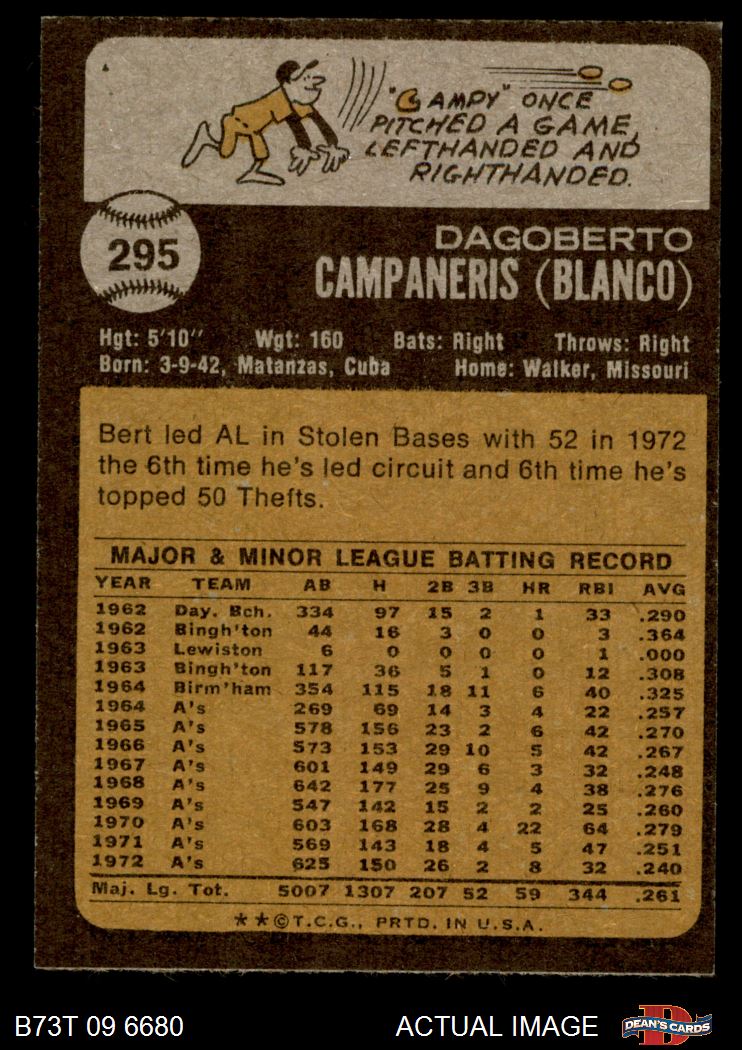 "CAMPY" ONCE
PITCHED A GAME,
LEFTHANDED AND
RIGHTHANDED.
295
DAGOBERTO
CAMPANERIS (BLANCO)
Hgt: 5'10" Wgt: 160 Bats: Right Throws: Right
Born: 3-9-42, Matanzas, Cuba Home: Walker, Missouri
Bert led AL in Stolen Bases with 52 in 1972
the 6th time he's led circuit and 6th time he's
topped 50 Thefts.
MAJOR & MINOR LEAGUE BATTING RECORD
YEAR TEAM AB H 2B 3B HR RBI AVG
1962 Day. Bch. 334 97 15 2 1 33 .290
1962 Bingh'ton 44 16 3 0 0 3 .364
1963 Lewiston 6 0 0 0 0 1 .000
1963 Bingh'ton 117 36 5 1 0 12 .308
1964 Birm'ham 354 115 18 11 6 40 .325
1964 A's 269 69 14 3 4 22 .257
1965 A's 578 156 23 2 6 42 .270
1966 A's 573 153 29 10 5 42 .267
1967 A's 601 149 29 6 3 32 .248
1968 A's 642 177 25 9 4 38 .276
1969 A's 547 142 15 2 2 25 .260
1970 A's 603 168 28 4 22 64 .279
1971 A's 569 143 18 4 5 47 .251
1972 A's 625 150 26 2 8 32 .240
Maj. Lg. Tot. 5007 1307 207 52 59 344 .261
**©T.C.G., PRTD. IN U.S.A.
B73T 09 6680 ACTUAL IMAGE D DEAN'S CARDS